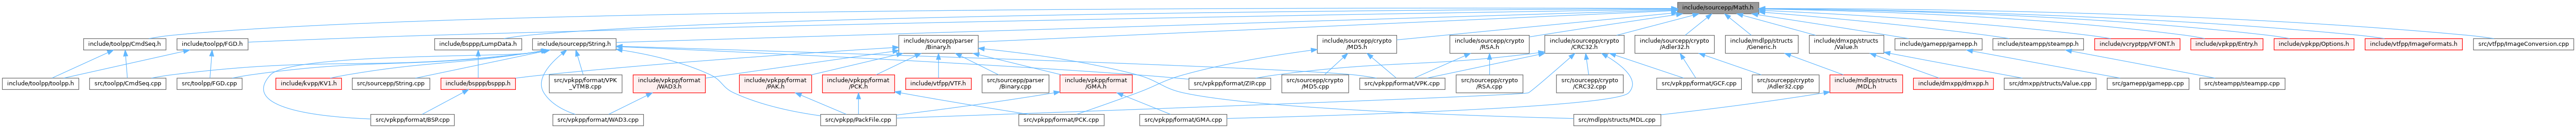 include/sourcepp/Math.h
include/toolpp/CmdSeq.h
include/toolpp/FGD.h
include/bsppp/LumpData.h
include/sourcepp/String.h
include/sourcepp/parser
/Binary.h
include/sourcepp/crypto
/MD5.h
include/sourcepp/crypto
/RSA.h
include/sourcepp/crypto
/CRC32.h
include/sourcepp/crypto
/Adler32.h
include/mdlpp/structs
/Generic.h
include/dmxpp/structs
/Value.h
include/gamepp/gamepp.h
include/steampp/steampp.h
include/vcryptpp/VFONT.h
include/vpkpp/Entry.h
include/vpkpp/Options.h
include/vtfpp/ImageFormats.h
src/vtfpp/ImageConversion.cpp
include/toolpp/toolpp.h
src/toolpp/CmdSeq.cpp
src/toolpp/FGD.cpp
include/kvpp/KV1.h
src/sourcepp/String.cpp
include/bsppp/bsppp.h
src/vpkpp/format/VPK
_VTMB.cpp
include/vpkpp/format
/WAD3.h
include/vpkpp/format
/PAK.h
include/vpkpp/format
/PCK.h
include/vtfpp/VTF.h
src/sourcepp/parser
/Binary.cpp
include/vpkpp/format
/GMA.h
src/vpkpp/format/ZIP.cpp
src/sourcepp/crypto
/MD5.cpp
src/vpkpp/format/VPK.cpp
src/sourcepp/crypto
/RSA.cpp
src/sourcepp/crypto
/CRC32.cpp
src/vpkpp/format/GCF.cpp
src/sourcepp/crypto
/Adler32.cpp
include/mdlpp/structs
/MDL.h
include/dmxpp/dmxpp.h
src/dmxpp/structs/Value.cpp
src/gamepp/gamepp.cpp
src/steampp/steampp.cpp
src/vpkpp/format/BSP.cpp
src/vpkpp/format/WAD3.cpp
src/vpkpp/PackFile.cpp
src/vpkpp/format/PCK.cpp
src/vpkpp/format/GMA.cpp
src/mdlpp/structs/MDL.cpp